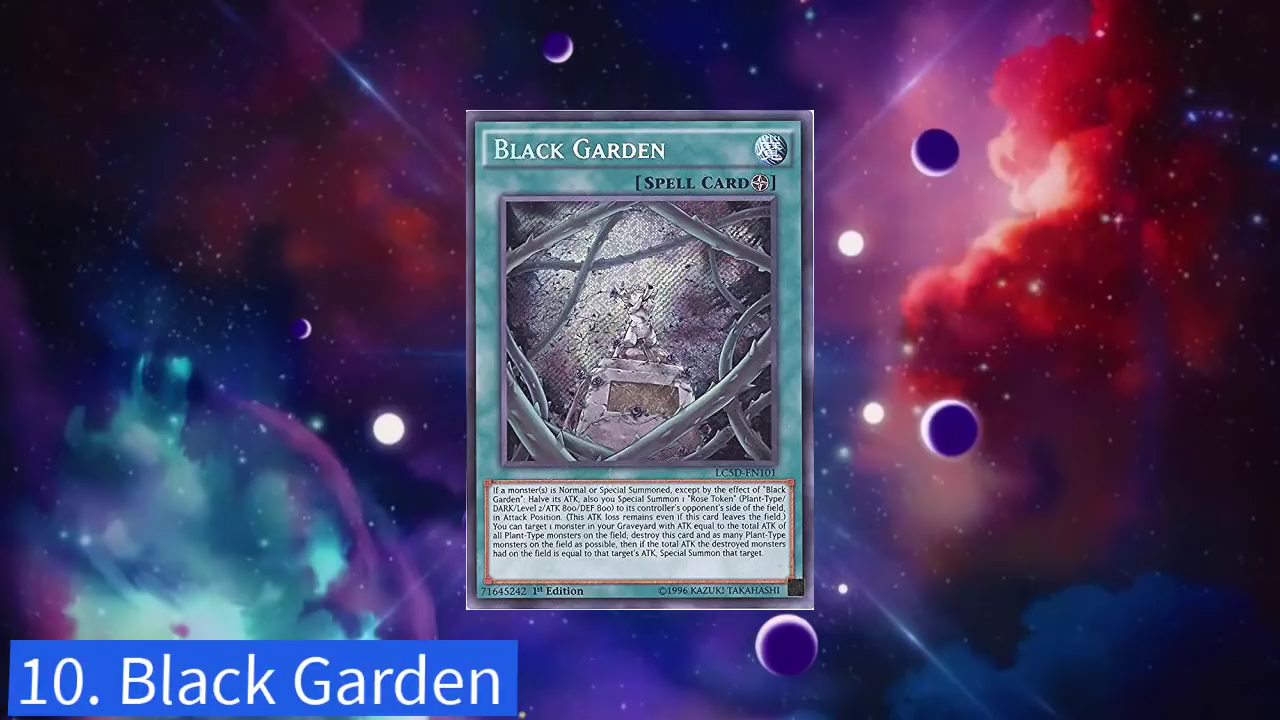 BLACK GARDEN
[SPELL CARD]
LC5D-EN101
If a monster(s) is Normal or Special Summoned, except by the effect of "Black
Garden": Halve its ATK, also you Special Summon 1 "Rose Token" (Plant-Type/
DARK/Level 2/ATK 800/DEF 800) to its controller's opponent's side of the field,
in Attack Position. (This ATK loss remains even if this card leaves the field.)
You can target 1 monster in your Graveyard with ATK equal to the total ATK of
all Plant-Type monsters on the field; destroy this card and as many Plant-Type
monsters on the field as possible, then if the total ATK the destroyed monsters
had on the field is equal to that target's ATK, Special Summon that target.
71645242 1st Edition ©1996 KAZUKI TAKAHASHI
10. Black Garden